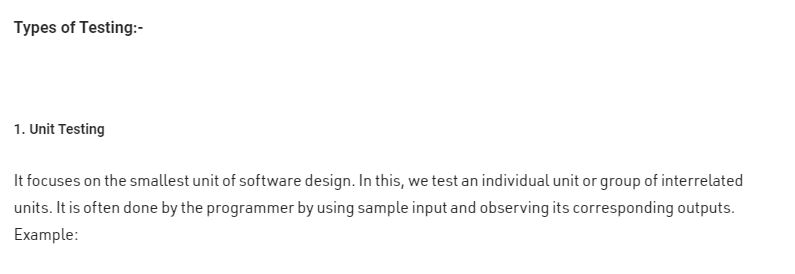 Types of Testing:-
1. Unit Testing
It focuses on the smallest unit of software design. In this, we test an individual unit or group of interrelated
units. It is often done by the programmer by using sample input and observing its corresponding outputs.
Example: